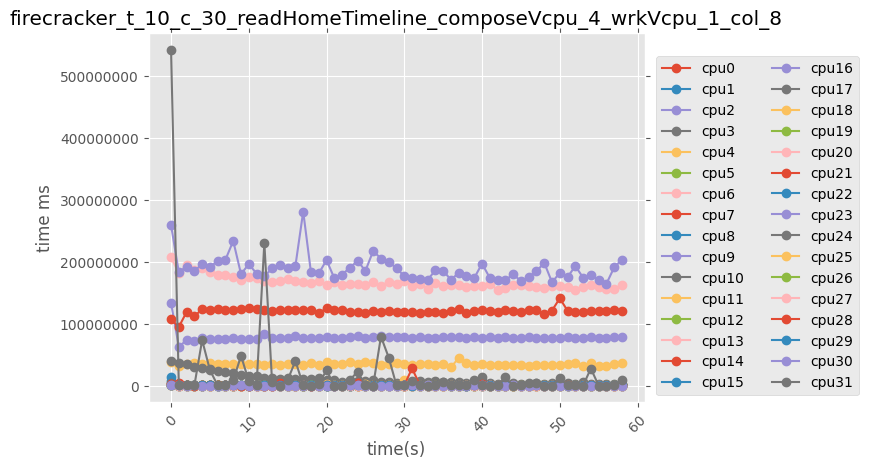 firecracker_t_10_c_30_readHomeTimeline_composeVcpu_4_wrkVcpu_1_col_8
500000000
400000000
300000000
200000000
100000000
0
time ms
0
10
20
30
40
50
60
time(s)
cpu0
cpu1
cpu2
cpu3
cpu4
cpu5
cpu6
cpu7
cpu8
cpu9
cpu10
cpu11
cpu12
cpu13
cpu14
cpu15
cpu16
cpu17
cpu18
cpu19
cpu20
cpu21
cpu22
cpu23
cpu24
cpu25
cpu26
cpu27
cpu28
cpu29
cpu30
cpu31